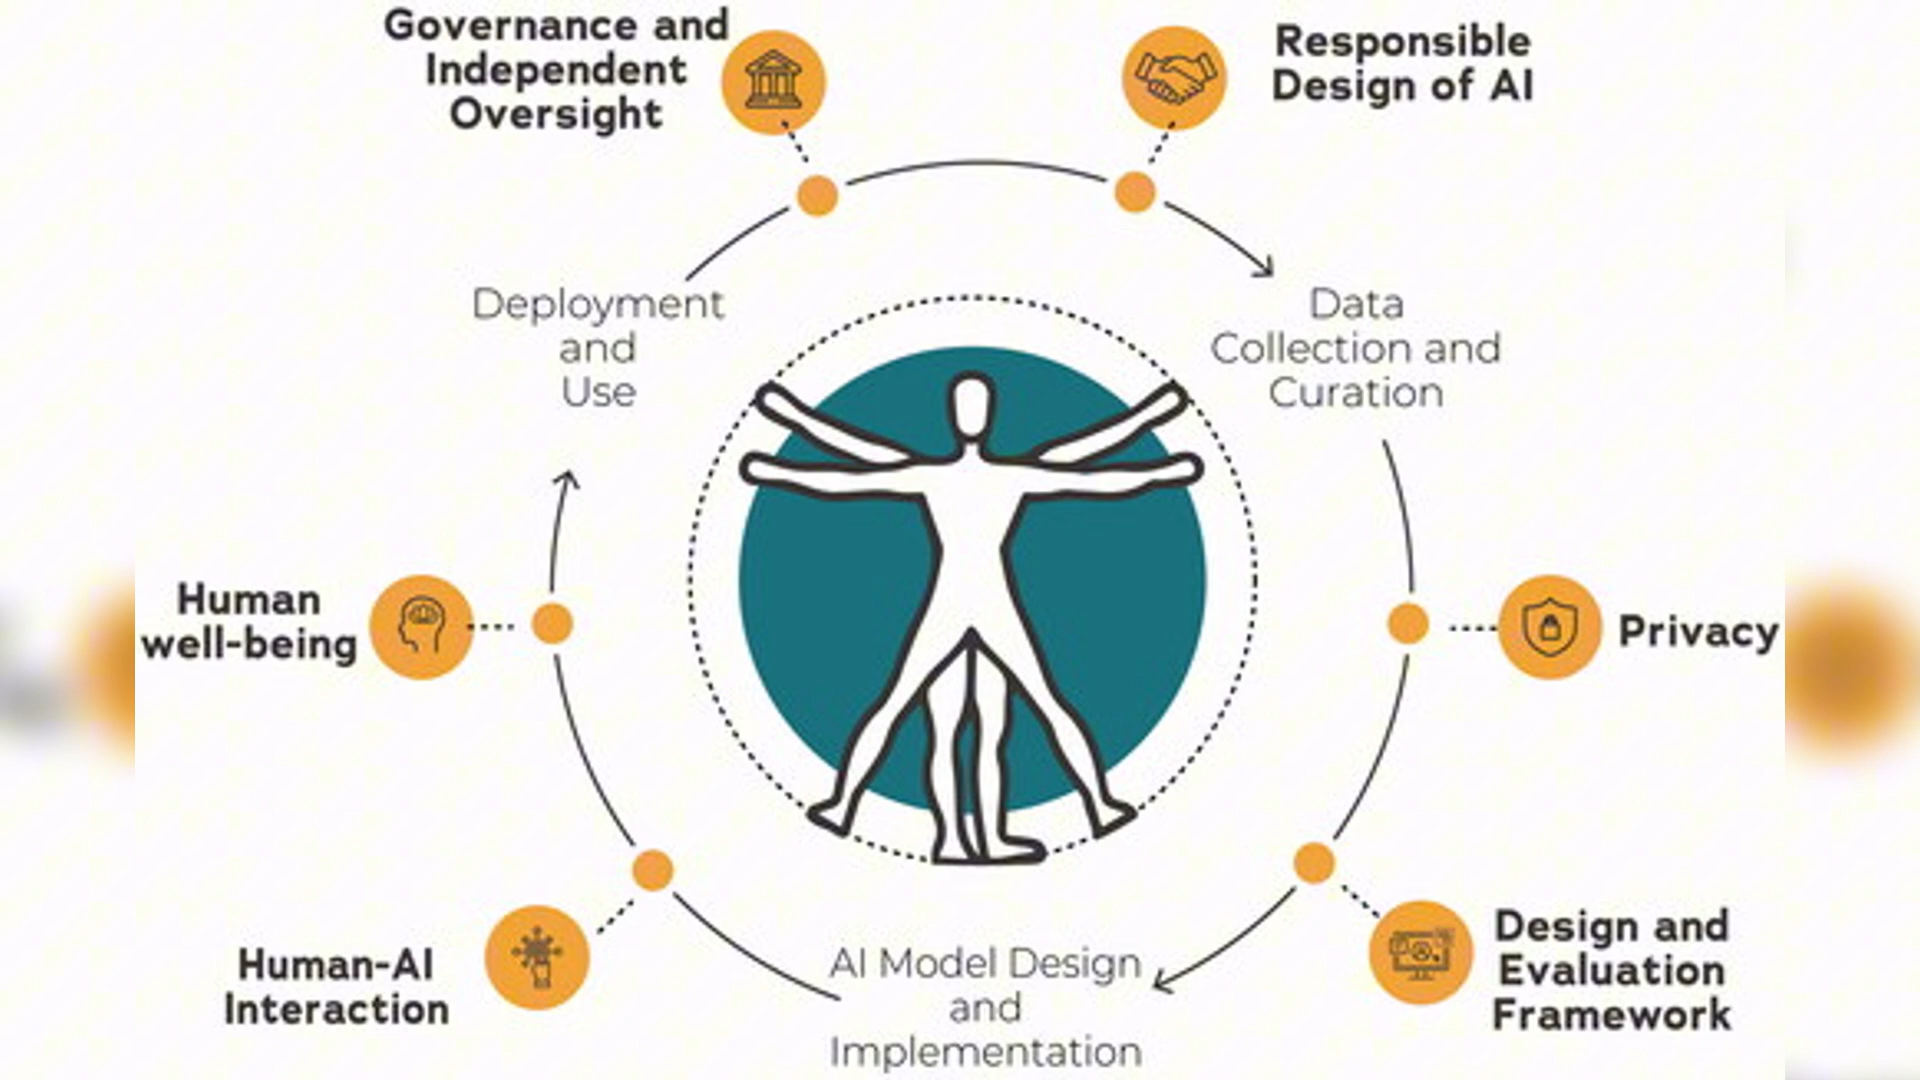 Governance and
Independent
Oversight
Responsible
Design of AI
Deployment
and
Use
Data
Collection and
Curation
Human
well-being
Privacy
Human-AI
Interaction
AI Model Design
and
Implementation
Design and
Evaluation
Framework